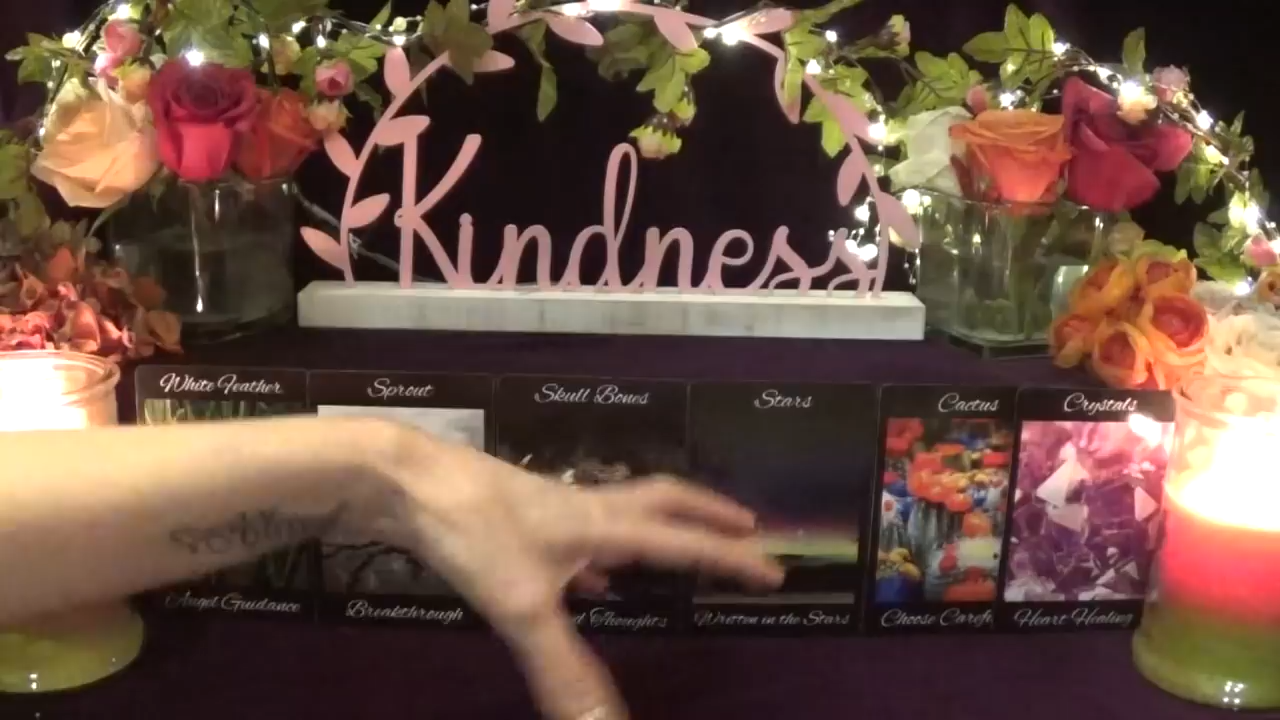 Kindness
White Feather
Sprout
Skull Bones
Stars
Cactus
Crystals
Angel Guidance
Breakthrough
Thoughts
Written in the Stars
Choose
Heart Healing